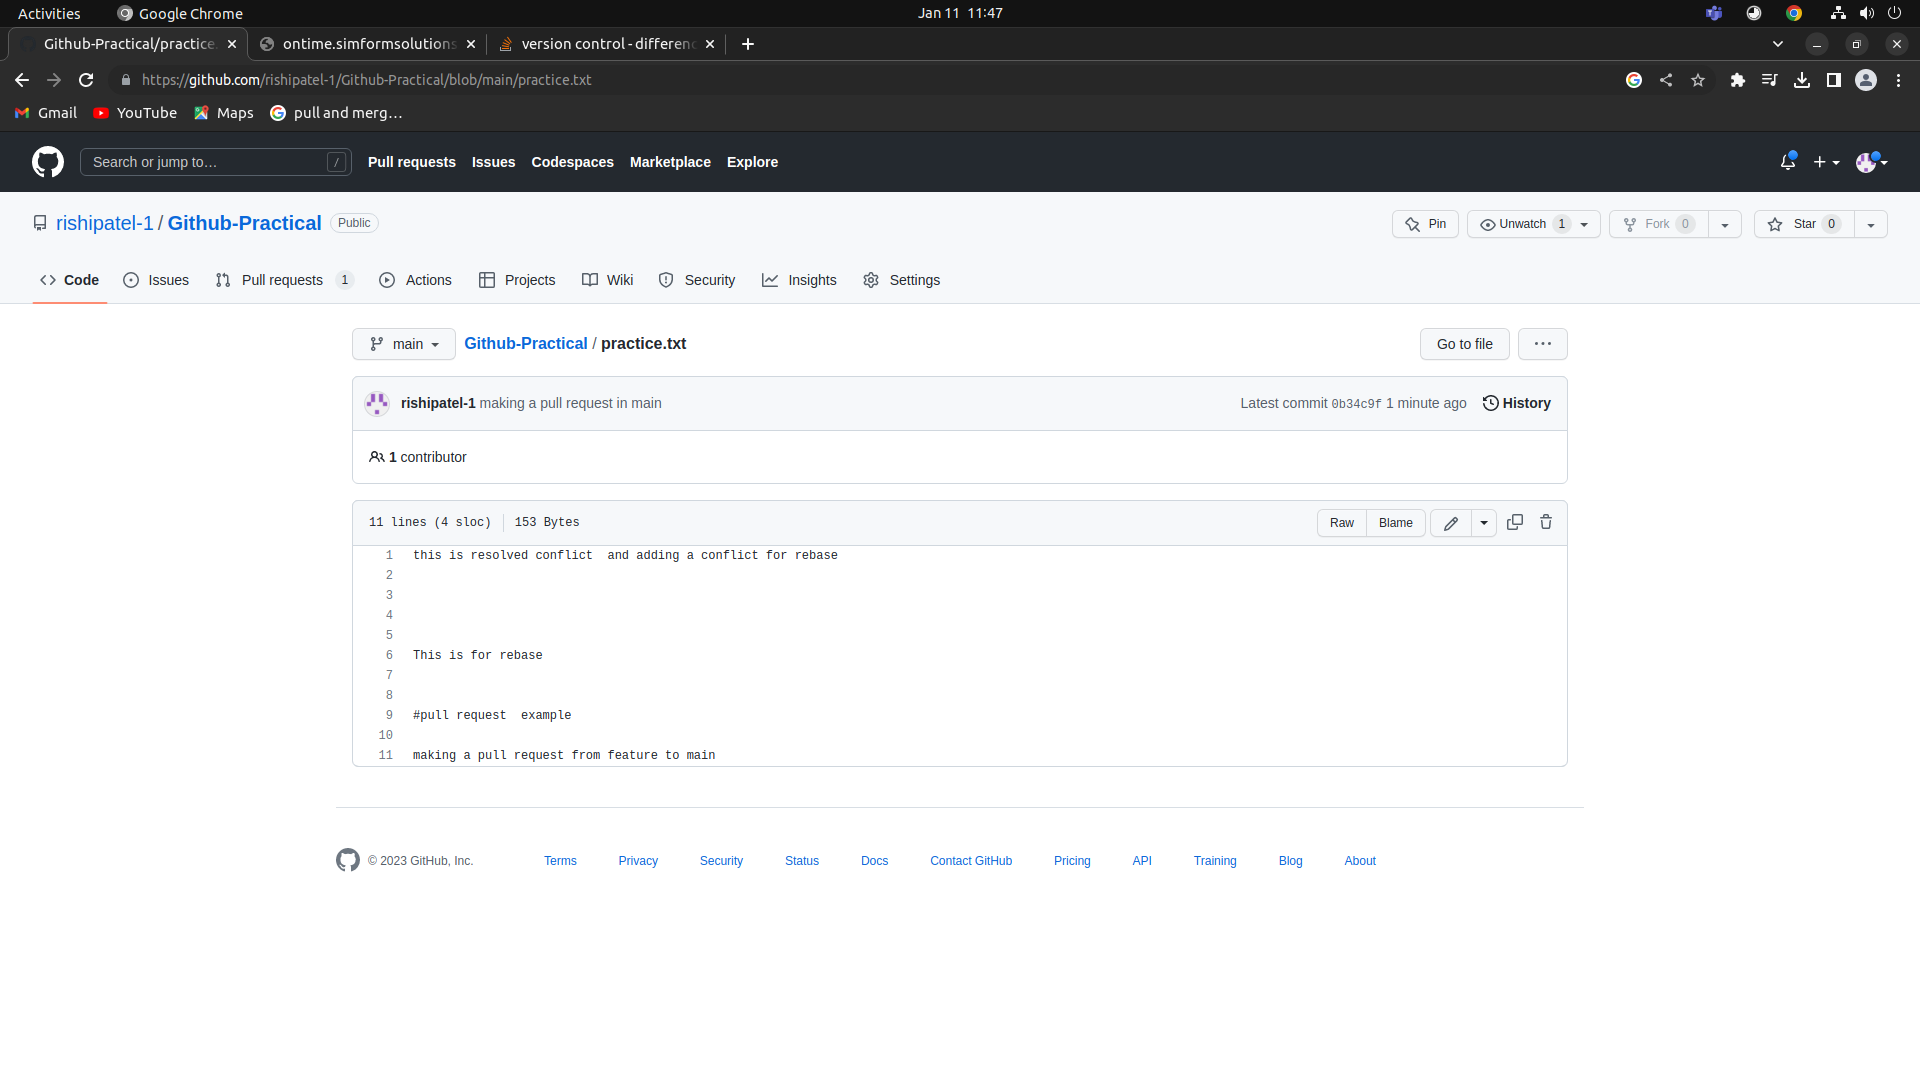 Activities Google Chrome Jan 11 11:47
Github-Practical/practice. ontime.simformsolutions version control - differenc
https://github.com/rishipatel-1/Github-Practical/blob/main/practice.txt
Gmail YouTube Maps pull and merg…
Search or jump to… / Pull requests Issues Codespaces Marketplace Explore
rishipatel-1 / Github-Practical Public Pin Unwatch 1 Fork 0 Star 0
Code Issues Pull requests 1 Actions Projects Wiki Security Insights Settings
main Github-Practical / practice.txt Go to file ...
rishipatel-1 making a pull request in main Latest commit 0b34c9f 1 minute ago History
1 contributor
11 lines (4 sloc) 153 Bytes Raw Blame
1 this is resolved conflict  and adding a conflict for rebase
2
3
4
5
6 This is for rebase
7
8
9 #pull request  example
10
11 making a pull request from feature to main
© 2023 GitHub, Inc. Terms Privacy Security Status Docs Contact GitHub Pricing API Training Blog About